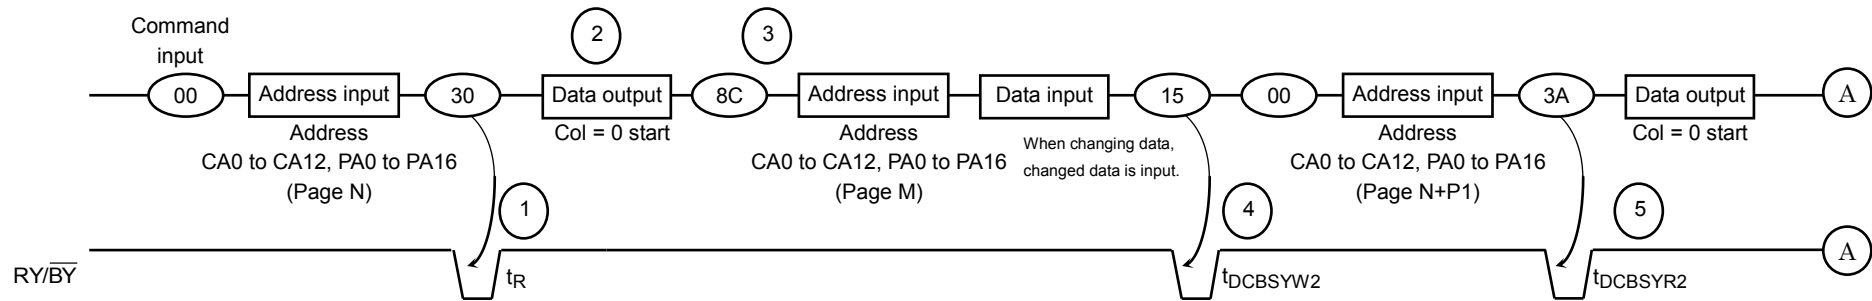 Command
input
2
3
00
Address input
30
Data output
8C
Address input
Data input
15
00
Address input
3A
Data output
A
Address
CA0 to CA12, PA0 to PA16
(Page N)
Col = 0 start
Address
CA0 to CA12, PA0 to PA16
(Page M)
When changing data,
changed data is input.
Address
CA0 to CA12, PA0 to PA16
(Page N+P1)
Col = 0 start
1
4
5
RY/BY
tR
tDCBSYW2
tDCBSYR2
A